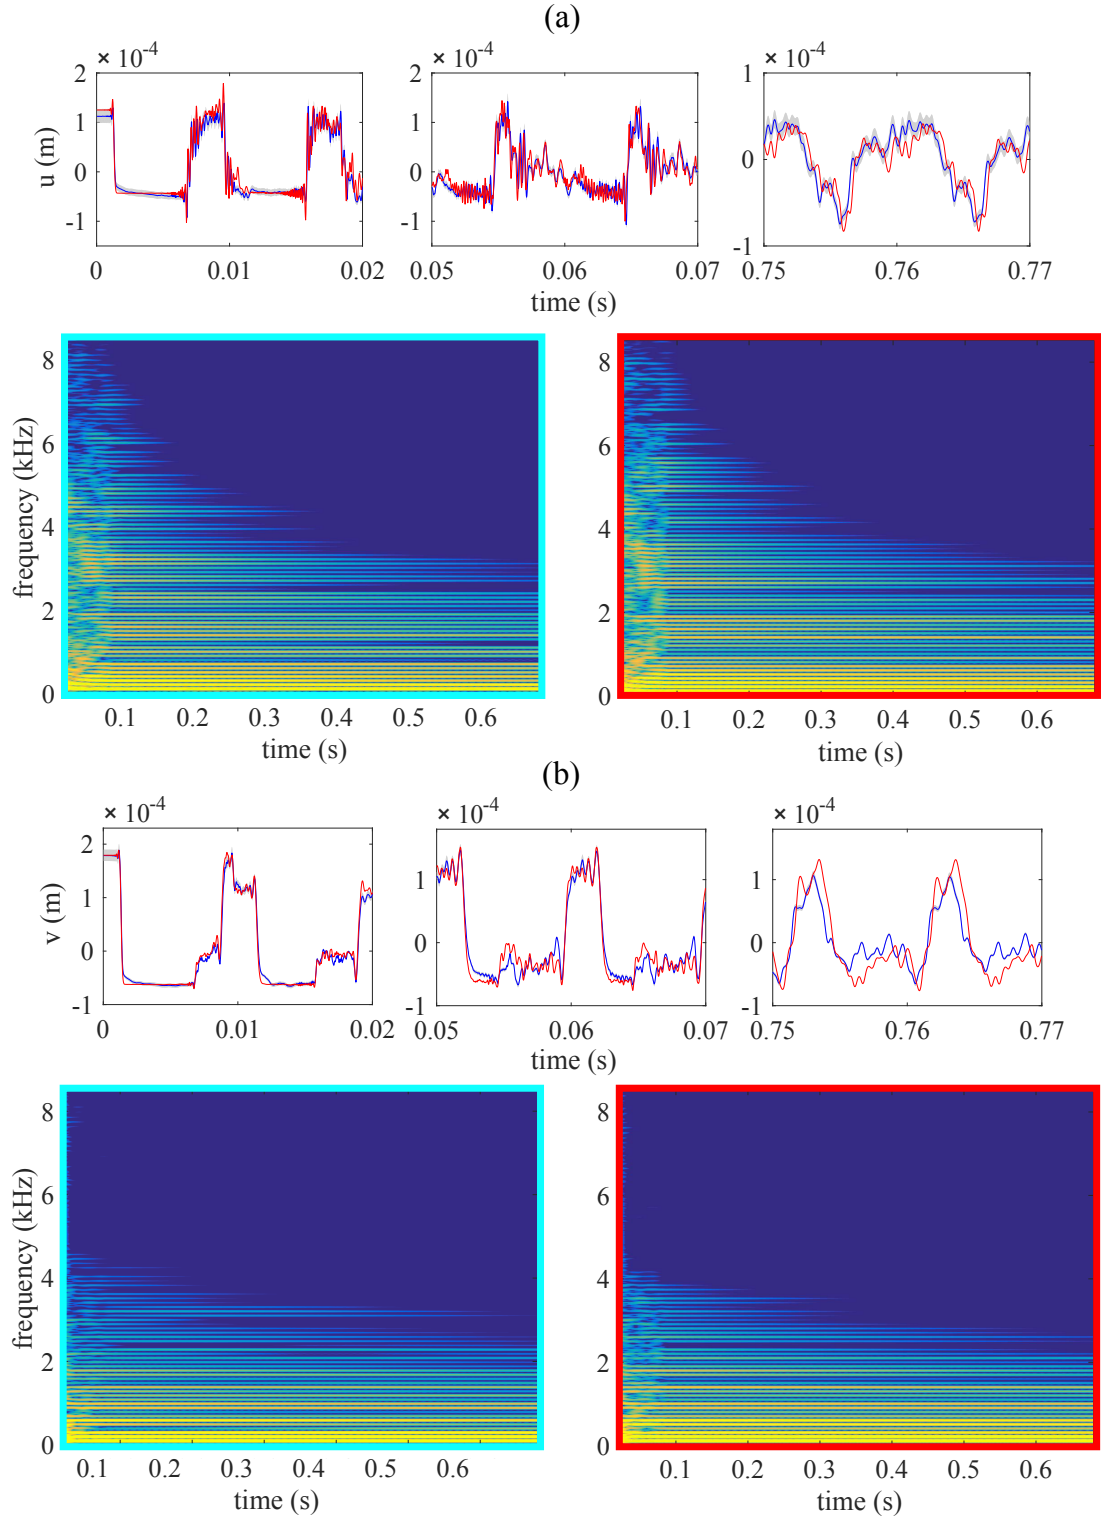 (a)
× 10⁻⁴ × 10⁻⁴ × 10⁻⁴
2 2 1
1 1
u (m) 0 0 0
-1 -1 -1
0 0.01 0.02 0.05 0.06 0.07 0.75 0.76 0.77
time (s)
8 8
6 6
frequency (kHz) 4 4
2 2
0 0
0.1 0.2 0.3 0.4 0.5 0.6 0.1 0.2 0.3 0.4 0.5 0.6
time (s) time (s)
(b)
× 10⁻⁴ × 10⁻⁴ × 10⁻⁴
2 1 1
1
v (m) 0 0 0
-1 -1 -1
0 0.01 0.02 0.05 0.06 0.07 0.75 0.76 0.77
time (s)
8 8
6 6
frequency (kHz) 4 4
2 2
0 0
0.1 0.2 0.3 0.4 0.5 0.6 0.1 0.2 0.3 0.4 0.5 0.6
time (s) time (s)